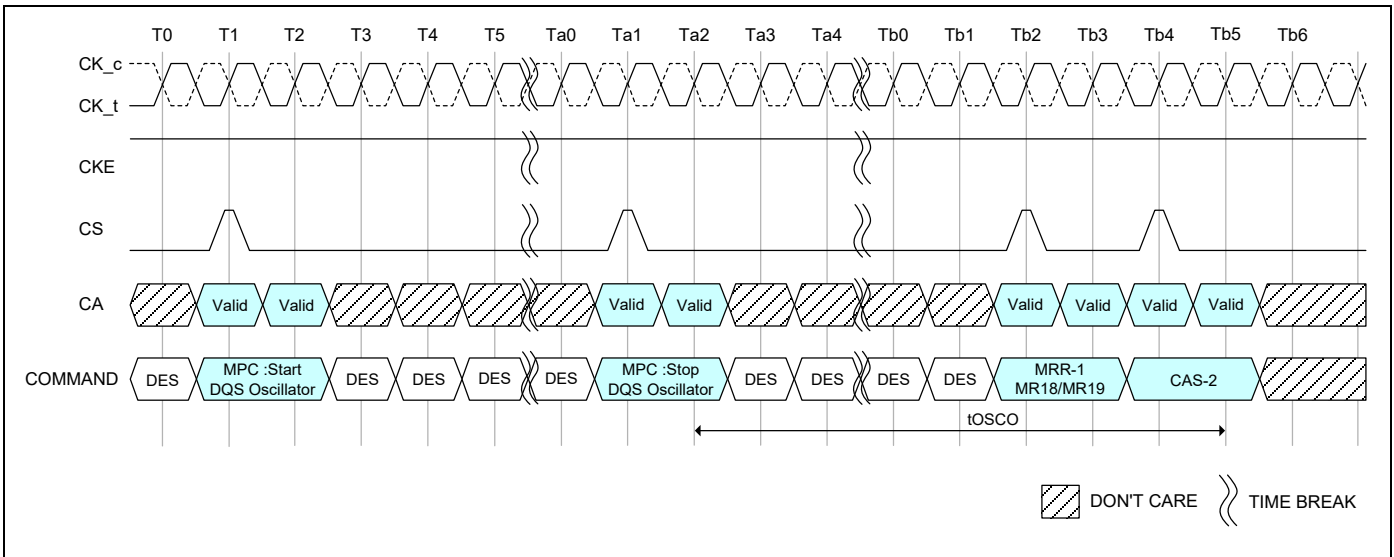 T0 T1 T2 T3 T4 T5 Ta0 Ta1 Ta2 Ta3 Ta4 Tb0 Tb1 Tb2 Tb3 Tb4 Tb5 Tb6
CK_c
CK_t
CKE
CS
CA Valid Valid Valid Valid Valid Valid Valid Valid
COMMAND DES MPC :Start DES DES DES DES MPC :Stop DES DES DES DES MRR-1 CAS-2
DQS Oscillator DQS Oscillator MR18/MR19
tOSCO
DON'T CARE TIME BREAK